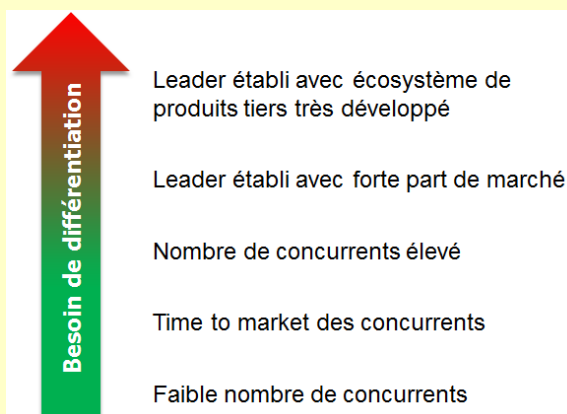 Besoin de différentiation
Leader établi avec écosystème de
produits tiers très développé
Leader établi avec forte part de marché
Nombre de concurrents élevé
Time to market des concurrents
Faible nombre de concurrents